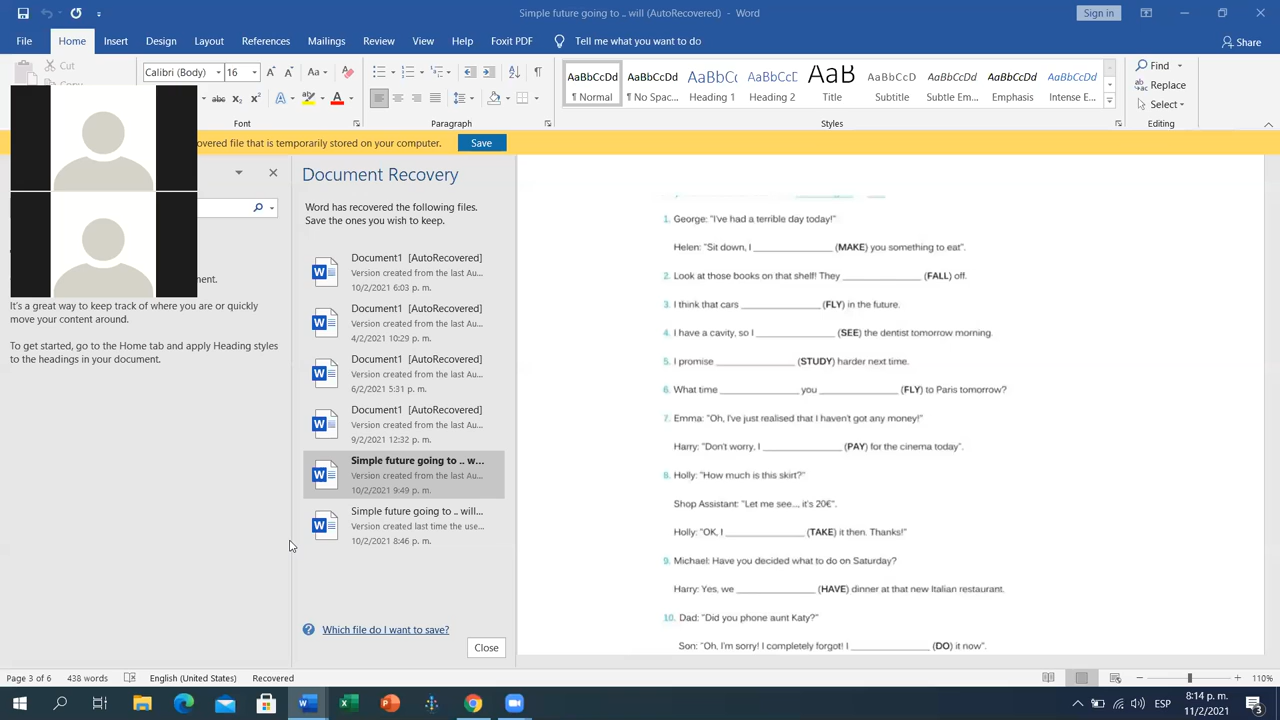 Simple future going to .. will (AutoRecovered) - Word
Sign in
File Home Insert Design Layout References Mailings Review View Help Foxit PDF Tell me what you want to do Share
Cut
Calibri (Body) 16
Aa
AaBbCcDd AaBbCcDd AaBbC( AaBbCcC AaB AaBbCcDd AaBbCcDd AaBbCcDd AaBbCcDd
¶ Normal ¶ No Spac... Heading 1 Heading 2 Title Subtitle Subtle Em... Emphasis Intense E...
Find
Replace
Select
Font Paragraph Styles Editing
overed file that is temporarily stored on your computer. Save
ment.
It's a great way to keep track of where you are or quickly
move your content around.
To get started, go to the Home tab and apply Heading styles
to the headings in your document.
Document Recovery
Word has recovered the following files.
Save the ones you wish to keep.
Document1 [AutoRecovered]
Version created from the last Au...
10/2/2021 6:03 p. m.
Document1 [AutoRecovered]
Version created from the last Au...
4/2/2021 10:29 p. m.
Document1 [AutoRecovered]
Version created from the last Au...
6/2/2021 5:31 p. m.
Document1 [AutoRecovered]
Version created from the last Au...
9/2/2021 12:32 p. m.
Simple future going to .. w...
Version created from the last Au...
10/2/2021 9:49 p. m.
Simple future going to .. will...
Version created last time the use...
10/2/2021 8:46 p. m.
Which file do I want to save?
Close
1. George: "I've had a terrible day today!"
Helen: "Sit down, I ______________ (MAKE) you something to eat".
2. Look at those books on that shelf! They ______________ (FALL) off.
3. I think that cars ______________ (FLY) in the future.
4. I have a cavity, so I ______________ (SEE) the dentist tomorrow morning.
5. I promise ______________ (STUDY) harder next time.
6. What time ______________ you ______________ (FLY) to Paris tomorrow?
7. Emma: "Oh, I've just realised that I haven't got any money!"
Harry: "Don't worry, I ______________ (PAY) for the cinema today".
8. Holly: "How much is this skirt?"
Shop Assistant: "Let me see..., it's 20€".
Holly: "OK, I ______________ (TAKE) it then. Thanks!"
9. Michael: Have you decided what to do on Saturday?
Harry: Yes, we ______________ (HAVE) dinner at that new Italian restaurant.
10. Dad: "Did you phone aunt Katy?"
Son: "Oh, I'm sorry! I completely forgot! I ______________ (DO) it now".
Page 3 of 6 438 words English (United States) Recovered 110%
ESP
8:14 p. m.
11/2/2021
3